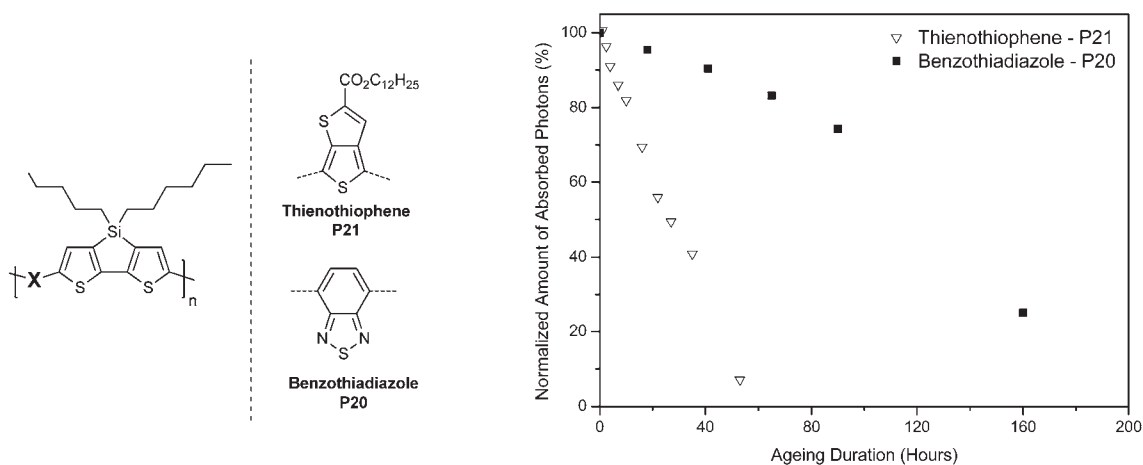 CO₂C₁₂H₂₅
S
S
Thienothiophene
P21
Si
X
S
S
n
N
S
N
Benzothiadiazole
P20
Normalized Amount of Absorbed Photons (%)
100
80
60
40
20
0
Thienothiophene - P21
Benzothiadiazole - P20
0
40
80
120
160
200
Ageing Duration (Hours)